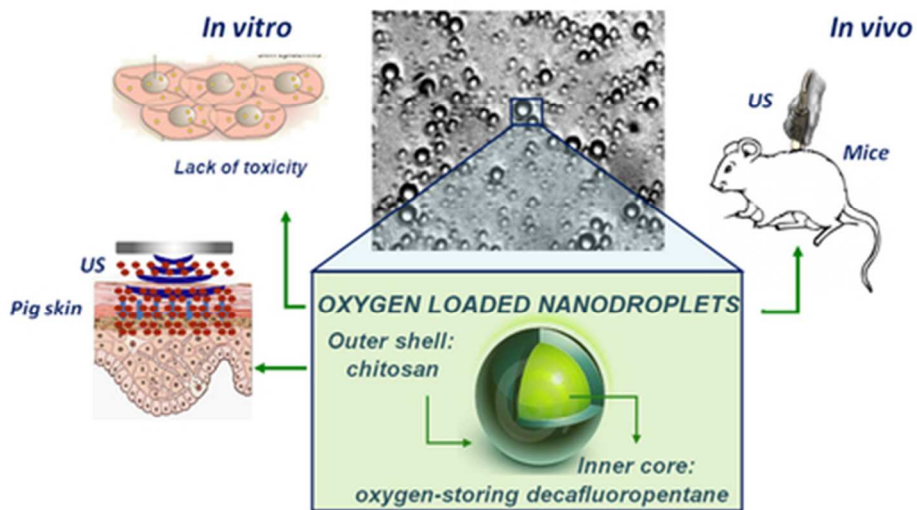 In vitro
In vivo
US
Mice
Lack of toxicity
US
Pig skin
OXYGEN LOADED NANODROPLETS
Outer shell:
chitosan
Inner core:
oxygen-storing decafluoropentane